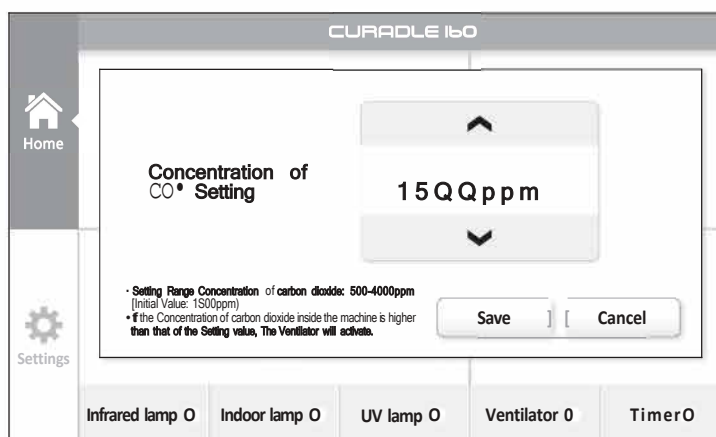 CURADLE 160
Home
Concentration of
CO• Setting
15QQppm
· Setting Range Concentration of carbon dioxide: 500-4000ppm
[Initial Value: 1S00ppm)
• If the Concentration of carbon dioxide inside the machine is higher
than that of the Setting value, The Ventilator will activate.
Save ] [ Cancel
Settings
Infrared lamp O Indoor lamp O UV lamp O Ventilator 0 TimerO